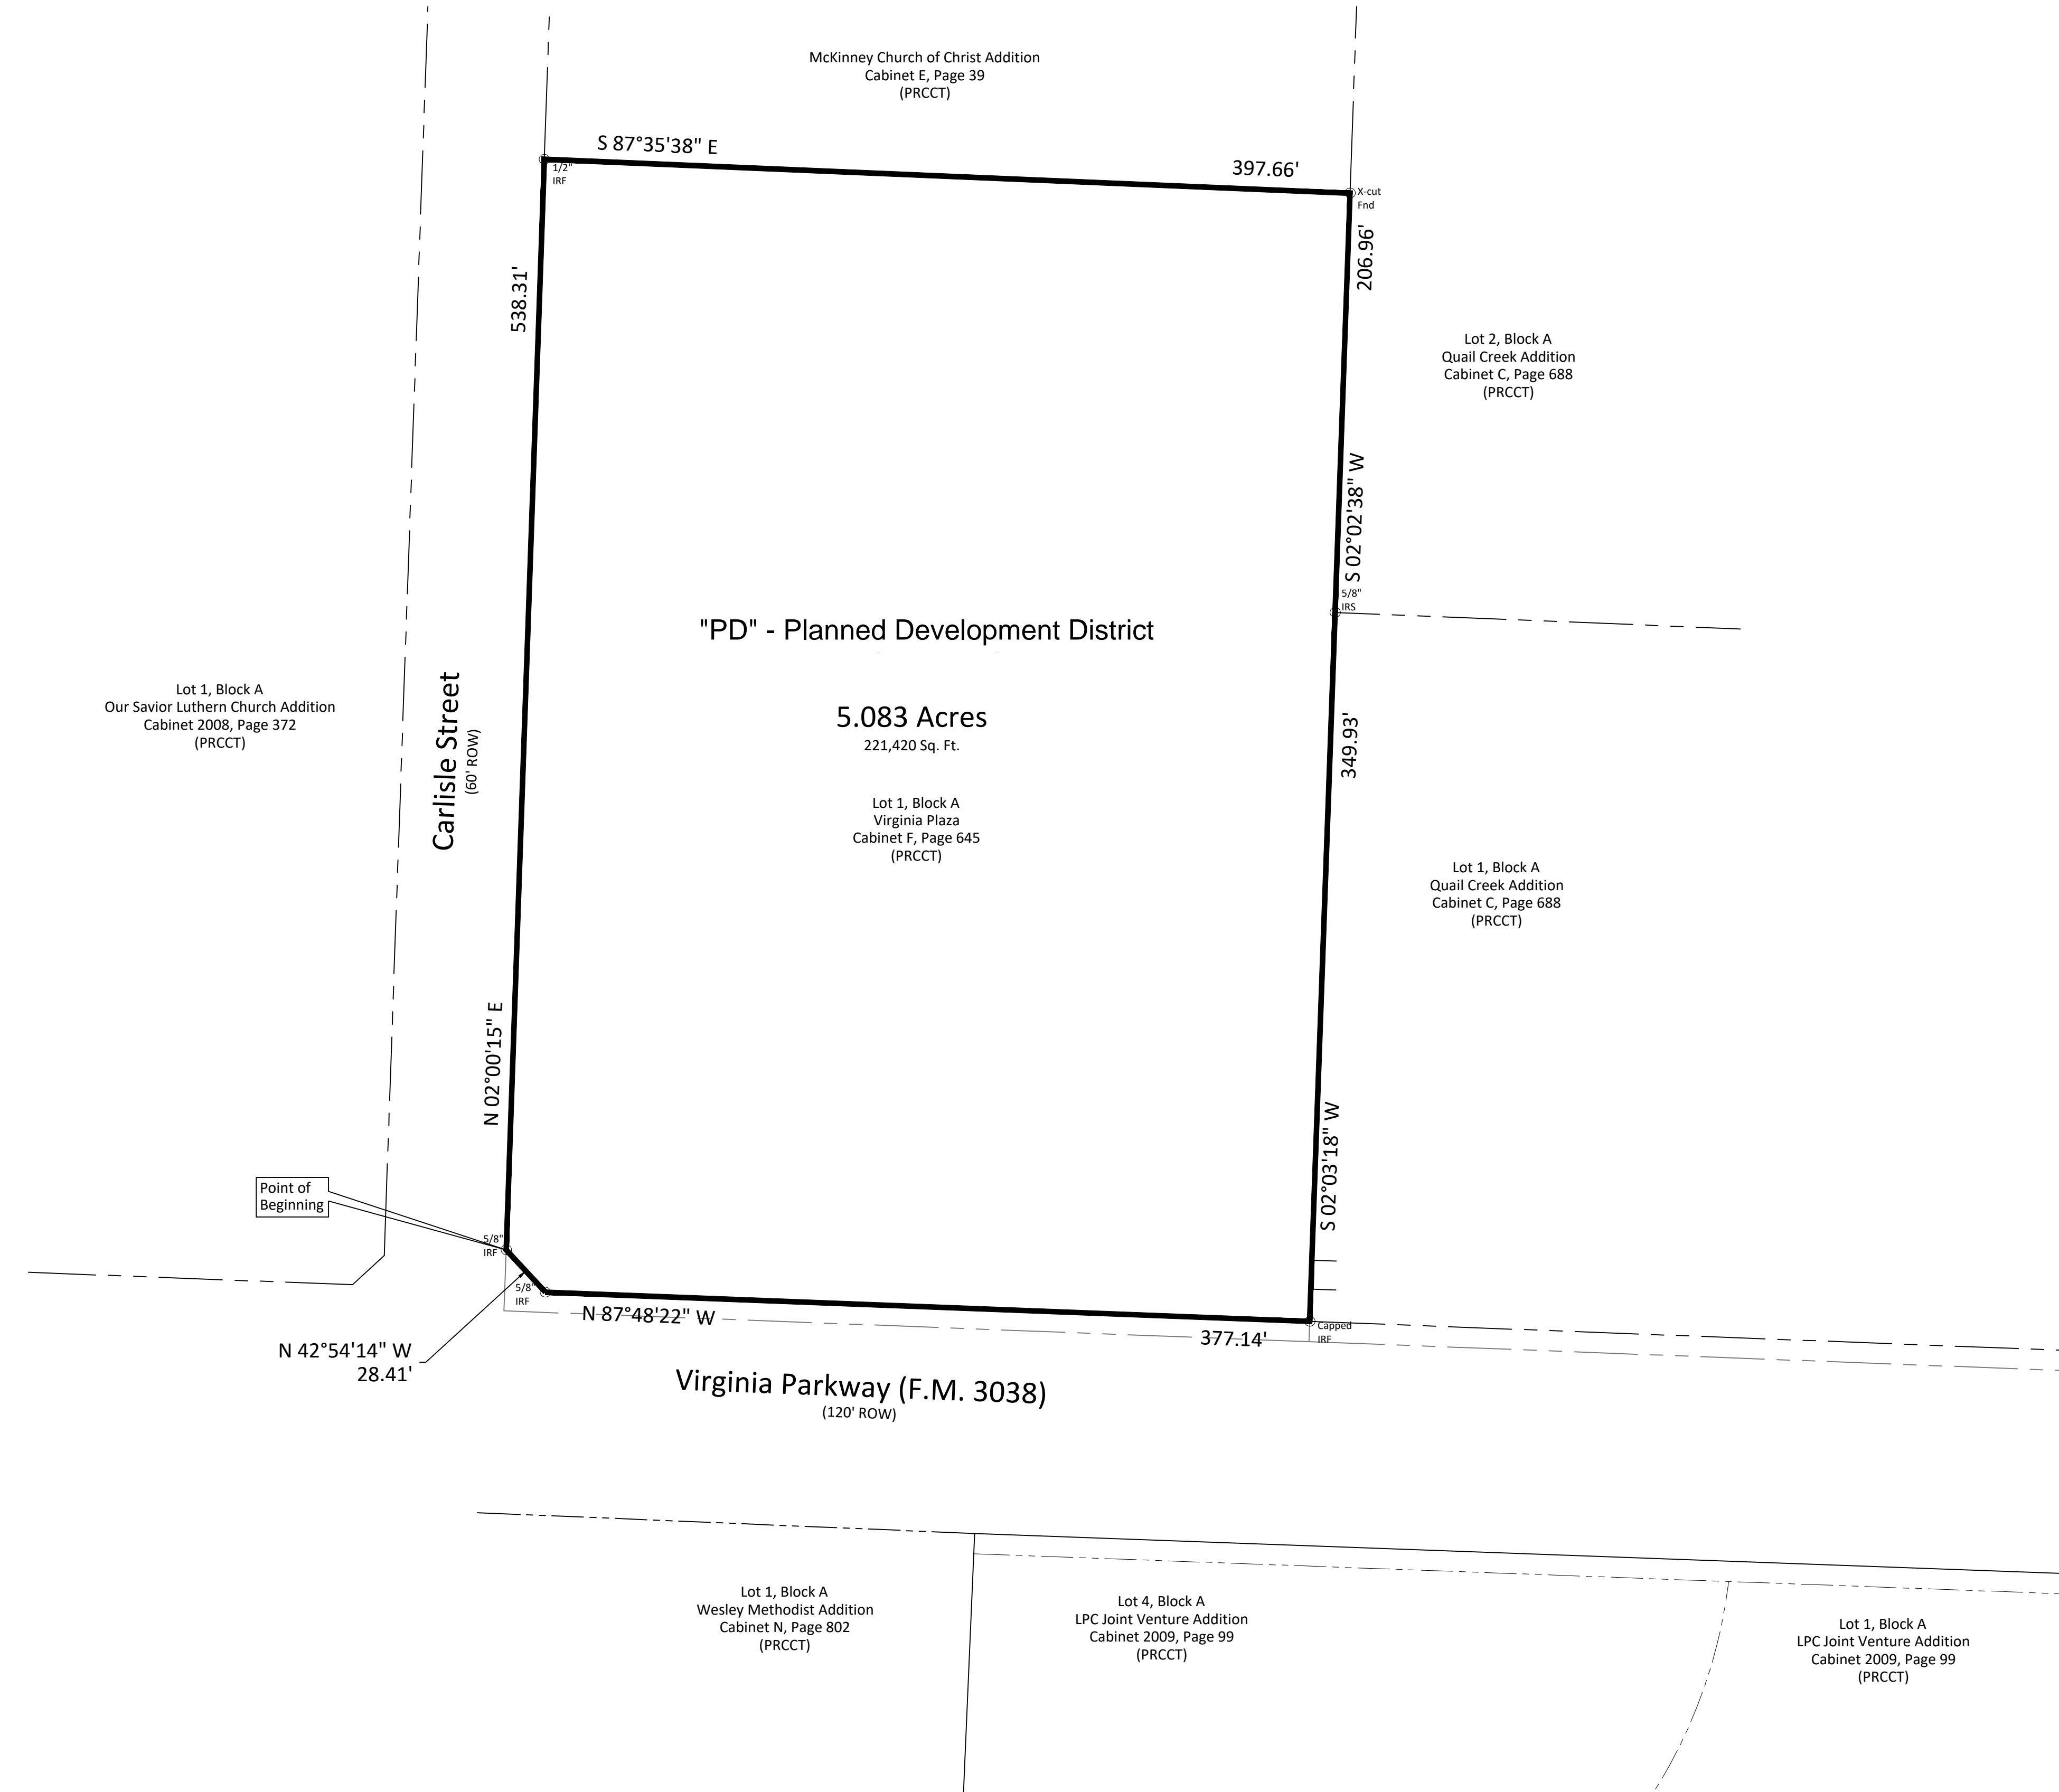 McKinney Church of Christ Addition
Cabinet E, Page 39
(PRCCT)
S 87°35'38" E
397.66'
1/2"
IRF
X-cut
Fnd
206.96'
538.31'
Lot 2, Block A
Quail Creek Addition
Cabinet C, Page 688
(PRCCT)
S 02°02'38" W
5/8"
IRS
"PD" - Planned Development District
5.083 Acres
221,420 Sq. Ft.
Lot 1, Block A
Our Savior Luthern Church Addition
Cabinet 2008, Page 372
(PRCCT)
Carlisle Street
(60' ROW)
349.93'
Lot 1, Block A
Virginia Plaza
Cabinet F, Page 645
(PRCCT)
Lot 1, Block A
Quail Creek Addition
Cabinet C, Page 688
(PRCCT)
N 02°00'15" E
S 02°03'18" W
Point of
Beginning
5/8"
IRF
5/8"
IRF
N 87°48'22" W
377.14'
Capped
IRF
N 42°54'14" W
28.41'
Virginia Parkway (F.M. 3038)
(120' ROW)
Lot 1, Block A
Wesley Methodist Addition
Cabinet N, Page 802
(PRCCT)
Lot 4, Block A
LPC Joint Venture Addition
Cabinet 2009, Page 99
(PRCCT)
Lot 1, Block A
LPC Joint Venture Addition
Cabinet 2009, Page 99
(PRCCT)